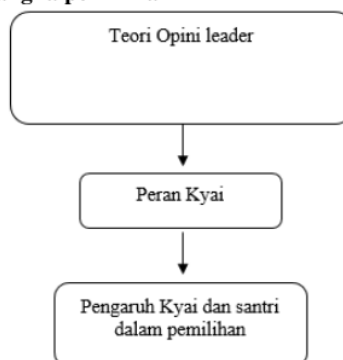 Teori Opini leader
Peran Kyai
Pengaruh Kyai dan santri
dalam pemilihan